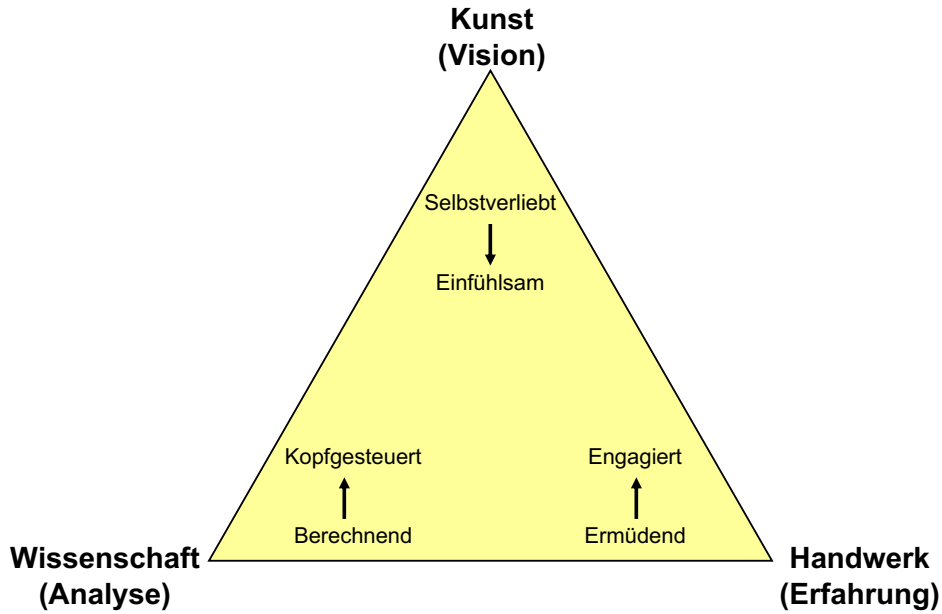 Kunst
(Vision)
Selbstverliebt
Einfühlsam
Kopfgesteuert
Engagiert
Berechnend
Ermüdend
Wissenschaft
(Analyse)
Handwerk
(Erfahrung)